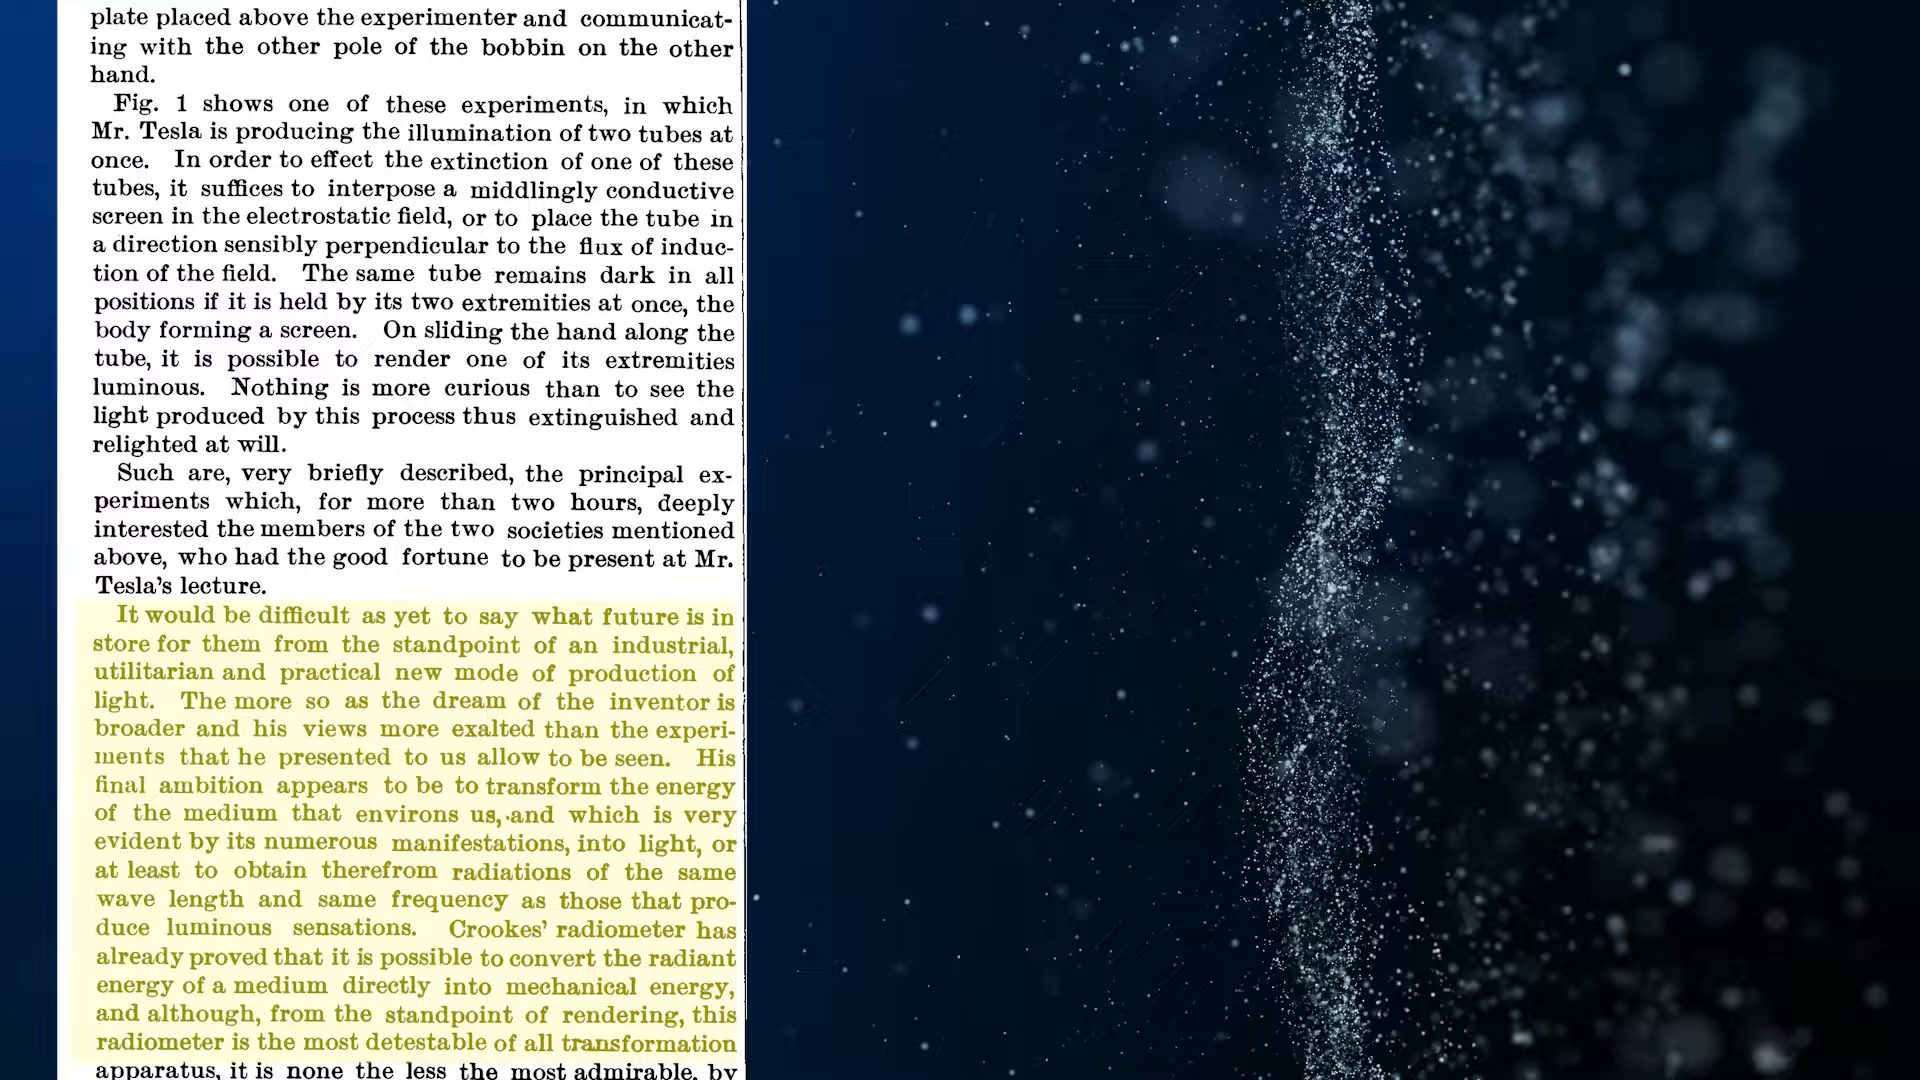 plate placed above the experimenter and communicat-
ing with the other pole of the bobbin on the other
hand.
Fig. 1 shows one of these experiments, in which
Mr. Tesla is producing the illumination of two tubes at
once. In order to effect the extinction of one of these
tubes, it suffices to interpose a middlingly conductive
screen in the electrostatic field, or to place the tube in
a direction sensibly perpendicular to the flux of induc-
tion of the field. The same tube remains dark in all
positions if it is held by its two extremities at once, the
body forming a screen. On sliding the hand along the
tube, it is possible to render one of its extremities
luminous. Nothing is more curious than to see the
light produced by this process thus extinguished and
relighted at will.
Such are, very briefly described, the principal ex-
periments which, for more than two hours, deeply
interested the members of the two societies mentioned
above, who had the good fortune to be present at Mr.
Tesla's lecture.
It would be difficult as yet to say what future is in
store for them from the standpoint of an industrial,
utilitarian and practical new mode of production of
light. The more so as the dream of the inventor is
broader and his views more exalted than the experi-
ments that he presented to us allow to be seen. His
final ambition appears to be to transform the energy
of the medium that environs us, and which is very
evident by its numerous manifestations, into light, or
at least to obtain therefrom radiations of the same
wave length and same frequency as those that pro-
duce luminous sensations. Crookes' radiometer has
already proved that it is possible to convert the radiant
energy of a medium directly into mechanical energy,
and although, from the standpoint of rendering, this
radiometer is the most detestable of all transformation
apparatus, it is none the less the most admirable, by